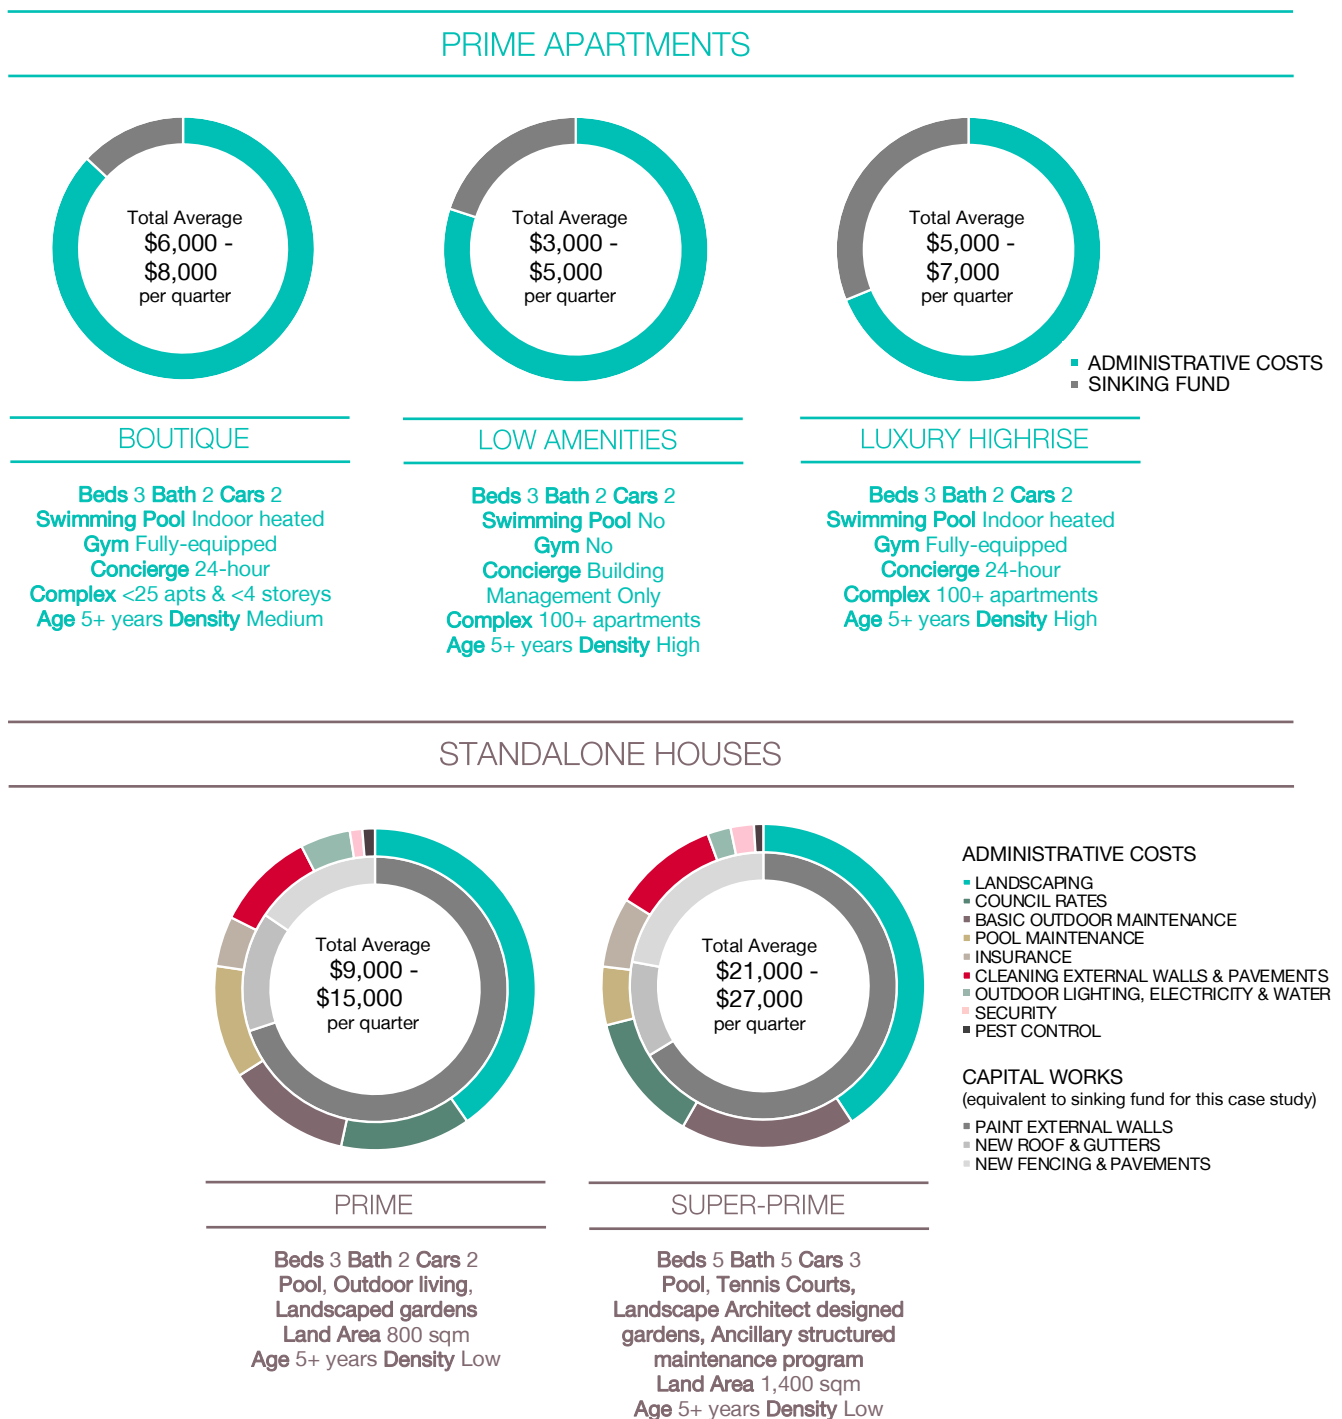 PRIME APARTMENTS
Total Average
$6,000 -
$8,000
per quarter
Total Average
$3,000 -
$5,000
per quarter
Total Average
$5,000 -
$7,000
per quarter
ADMINISTRATIVE COSTS
SINKING FUND
BOUTIQUE
Beds 3 Bath 2 Cars 2
Swimming Pool Indoor heated
Gym Fully-equipped
Concierge 24-hour
Complex <25 apts & <4 storeys
Age 5+ years Density Medium
LOW AMENITIES
Beds 3 Bath 2 Cars 2
Swimming Pool No
Gym No
Concierge Building
Management Only
Complex 100+ apartments
Age 5+ years Density High
LUXURY HIGHRISE
Beds 3 Bath 2 Cars 2
Swimming Pool Indoor heated
Gym Fully-equipped
Concierge 24-hour
Complex 100+ apartments
Age 5+ years Density High
STANDALONE HOUSES
Total Average
$9,000 -
$15,000
per quarter
Total Average
$21,000 -
$27,000
per quarter
ADMINISTRATIVE COSTS
LANDSCAPING
COUNCIL RATES
BASIC OUTDOOR MAINTENANCE
POOL MAINTENANCE
INSURANCE
CLEANING EXTERNAL WALLS & PAVEMENTS
OUTDOOR LIGHTING, ELECTRICITY & WATER
SECURITY
PEST CONTROL
CAPITAL WORKS
(equivalent to sinking fund for this case study)
PAINT EXTERNAL WALLS
NEW ROOF & GUTTERS
NEW FENCING & PAVEMENTS
PRIME
Beds 3 Bath 2 Cars 2
Pool, Outdoor living,
Landscaped gardens
Land Area 800 sqm
Age 5+ years Density Low
SUPER-PRIME
Beds 5 Bath 5 Cars 3
Pool, Tennis Courts,
Landscape Architect designed
gardens, Ancillary structured
maintenance program
Land Area 1,400 sqm
Age 5+ years Density Low